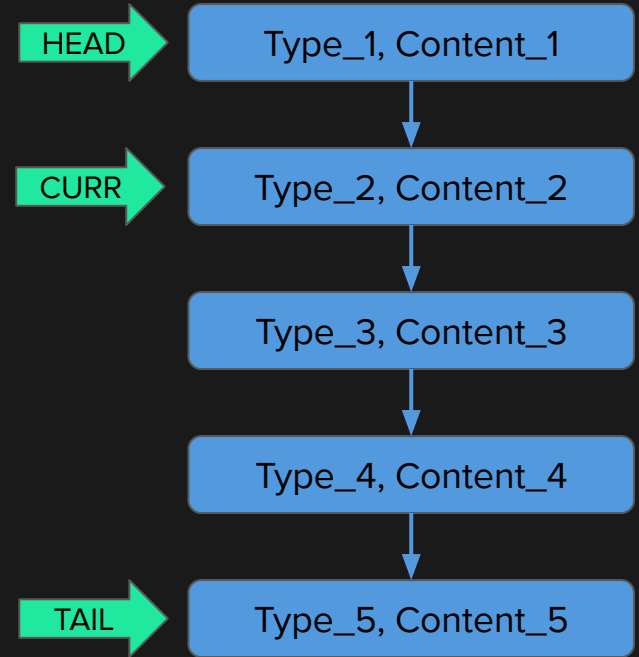 HEAD
Type_1, Content_1
CURR
Type_2, Content_2
Type_3, Content_3
Type_4, Content_4
TAIL
Type_5, Content_5